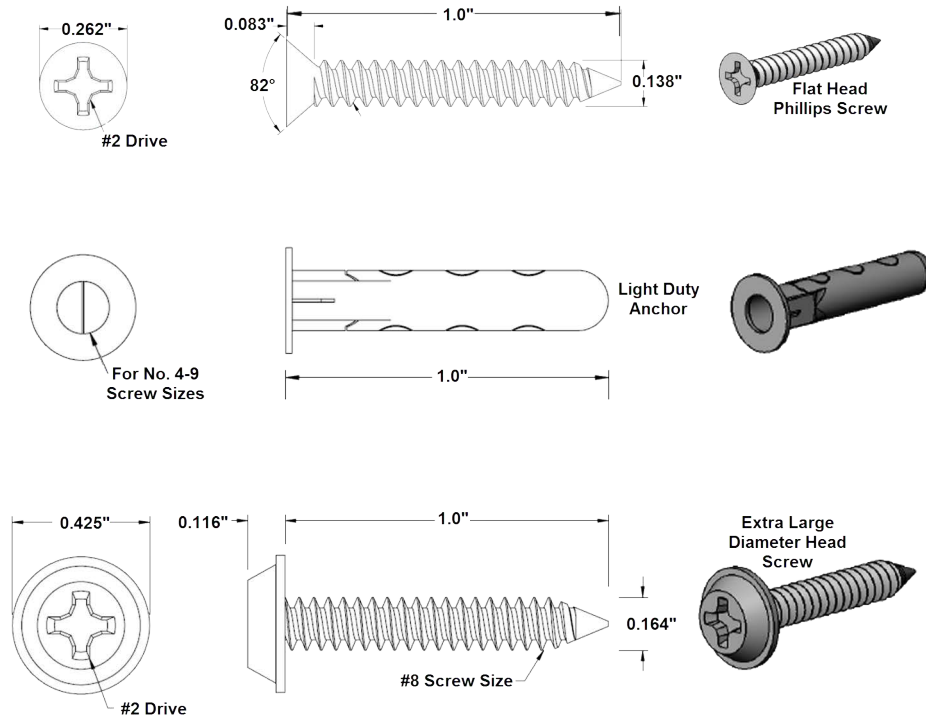 0.262"
#2 Drive
0.083"
1.0"
82°
0.138"
Flat Head
Phillips Screw
For No. 4-9
Screw Sizes
Light Duty
Anchor
1.0"
0.425"
#2 Drive
0.116"
1.0"
0.164"
#8 Screw Size
Extra Large
Diameter Head
Screw